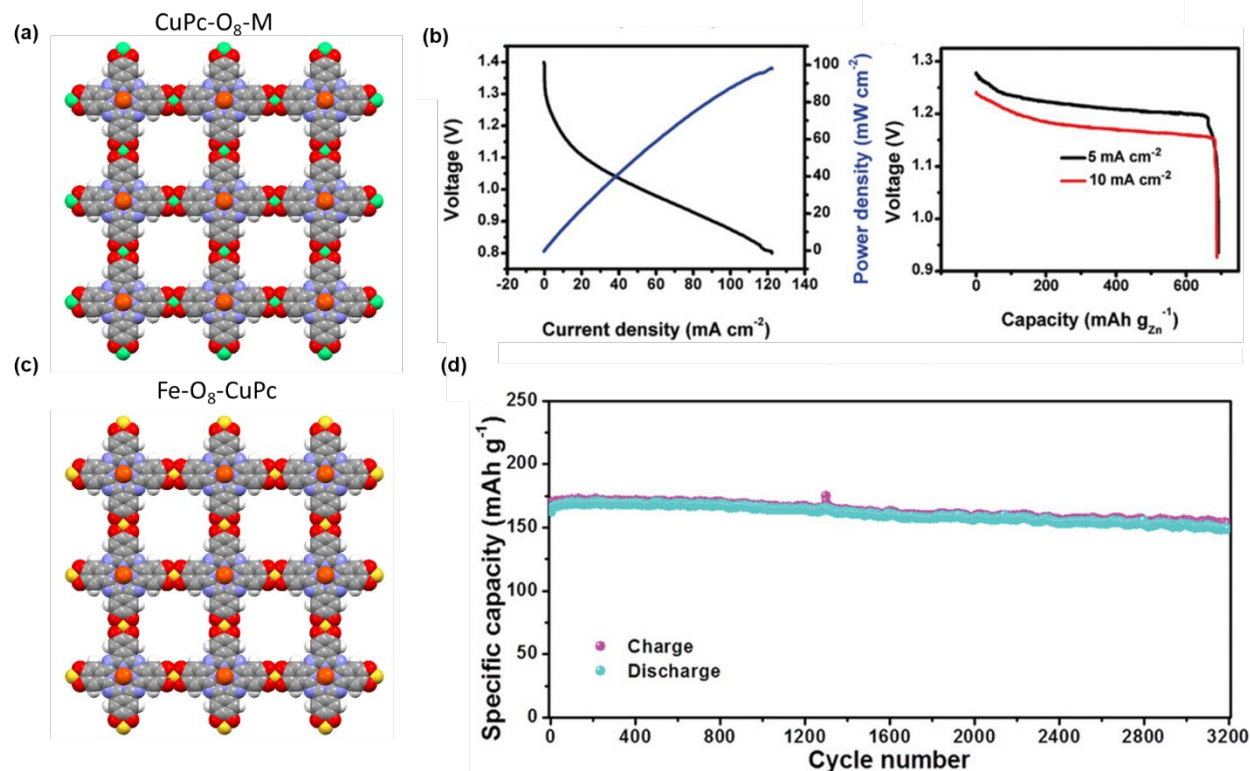 CuPc-O₈-M
(a)
(b)
Voltage (V)
1.4
1.3
1.2
1.1
1.0
0.9
0.8
-20 0 20 40 60 80 100 120 140
Current density (mA cm⁻²)
100
80
60
40
20
0
Power density (mW cm⁻²)
Voltage (V)
1.3
1.2
1.1
1.0
0.9
5 mA cm⁻²
10 mA cm⁻²
0 200 400 600
Capacity (mAh gZn⁻¹)
(c)
Fe-O₈-CuPc
(d)
Specific capacity (mAh g⁻¹)
250
200
150
100
50
0
Charge
Discharge
0 400 800 1200 1600 2000 2400 2800 3200
Cycle number